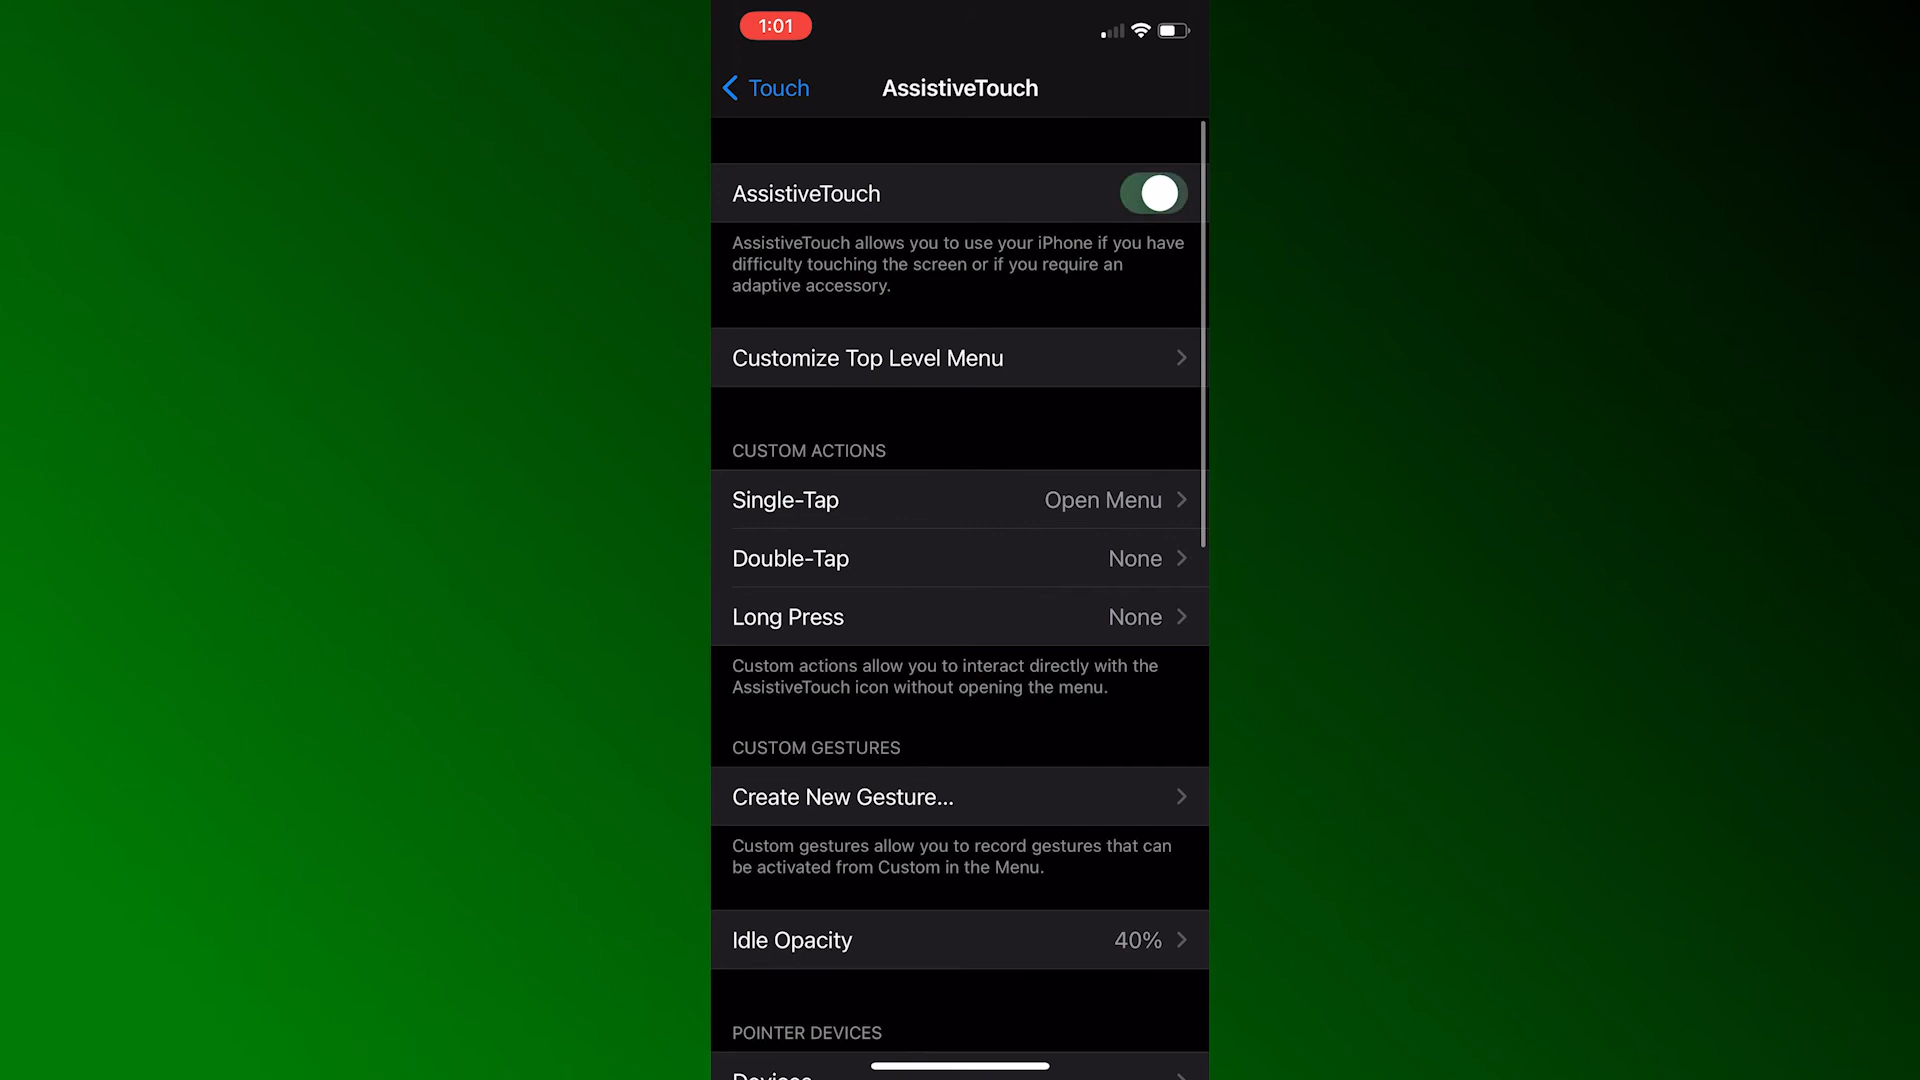 1:01
Touch
AssistiveTouch
AssistiveTouch
AssistiveTouch allows you to use your iPhone if you have
difficulty touching the screen or if you require an
adaptive accessory.
Customize Top Level Menu
CUSTOM ACTIONS
Single-Tap Open Menu
Double-Tap None
Long Press None
Custom actions allow you to interact directly with the
AssistiveTouch icon without opening the menu.
CUSTOM GESTURES
Create New Gesture...
Custom gestures allow you to record gestures that can
be activated from Custom in the Menu.
Idle Opacity 40%
POINTER DEVICES
Devices